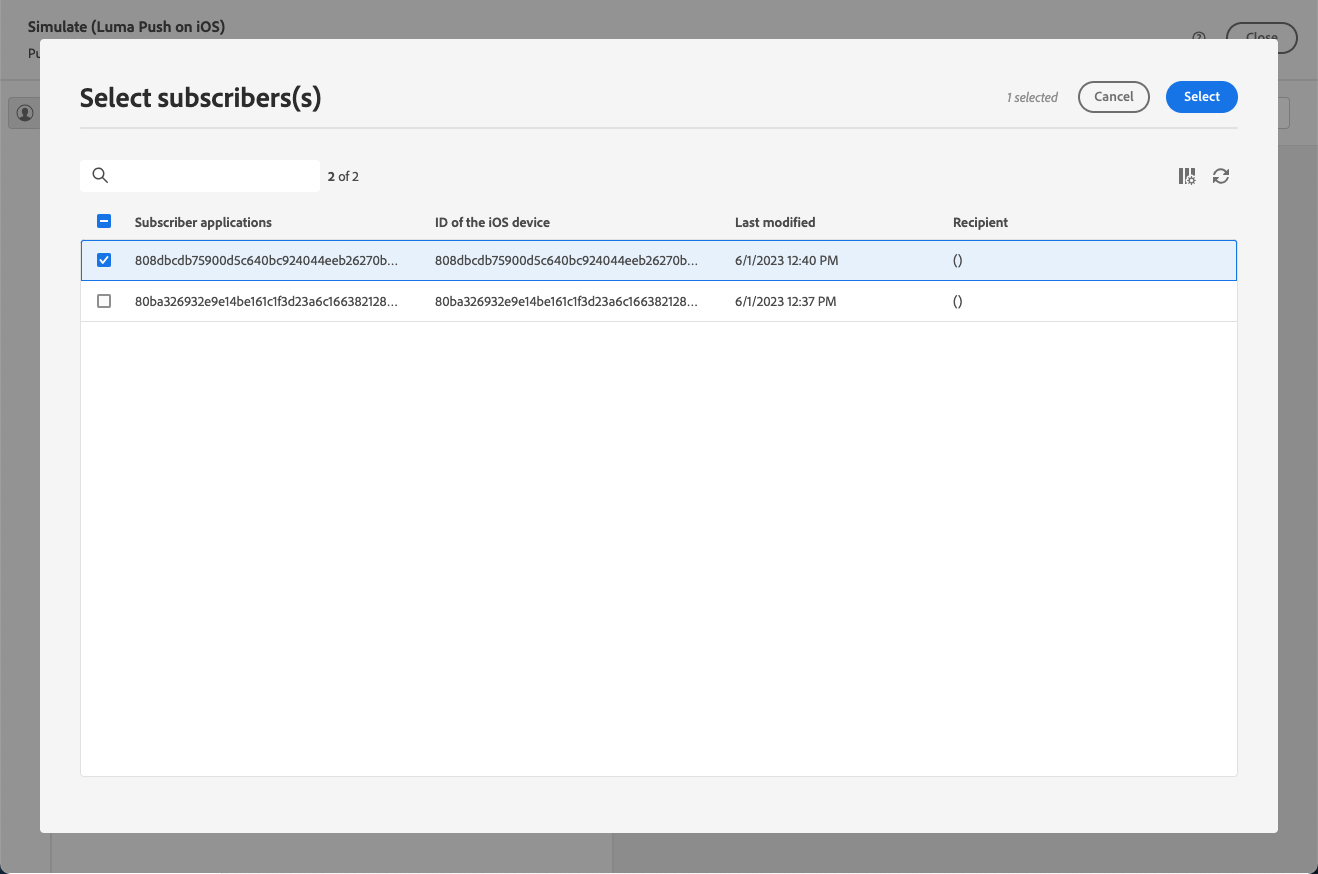 Simulate (Luma Push on iOS)
Close
Pu
Select subscribers(s)
1 selected
Cancel
Select
2 of 2
Subscriber applications ID of the iOS device Last modified Recipient
808dbcdb75900d5c640bc924044eeb26270b... 808dbcdb75900d5c640bc924044eeb26270b... 6/1/2023 12:40 PM ()
80ba326932e9e14be161c1f3d23a6c166382128... 80ba326932e9e14be161c1f3d23a6c166382128... 6/1/2023 12:37 PM ()